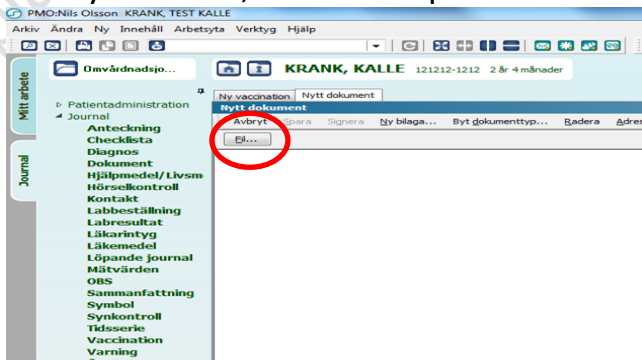 PMO:Nils Olsson KRANK, TEST KALLE
Arkiv Ändra Ny Innehåll Arbetsyta Verktyg Hjälp
Mitt arbete
Journal
Omvårdnadsjo...
KRANK, KALLE 121212-1212 2 år 4 månader
Patientadministration
Journal
Anteckning
Checklista
Diagnos
Dokument
Hjälpmedel/Livsm
Hörselkontroll
Kontakt
Labbeställning
Labresultat
Läkarintyg
Läkemedel
Löpande journal
Mätvärden
OBS
Sammanfattning
Symbol
Synkontroll
Tidsserie
Vaccination
Varning
Ny vaccination Nytt dokument
Nytt dokument
Avbryt Spara Signera Ny bilaga... Byt dokumenttyp... Radera Adres
Fil...